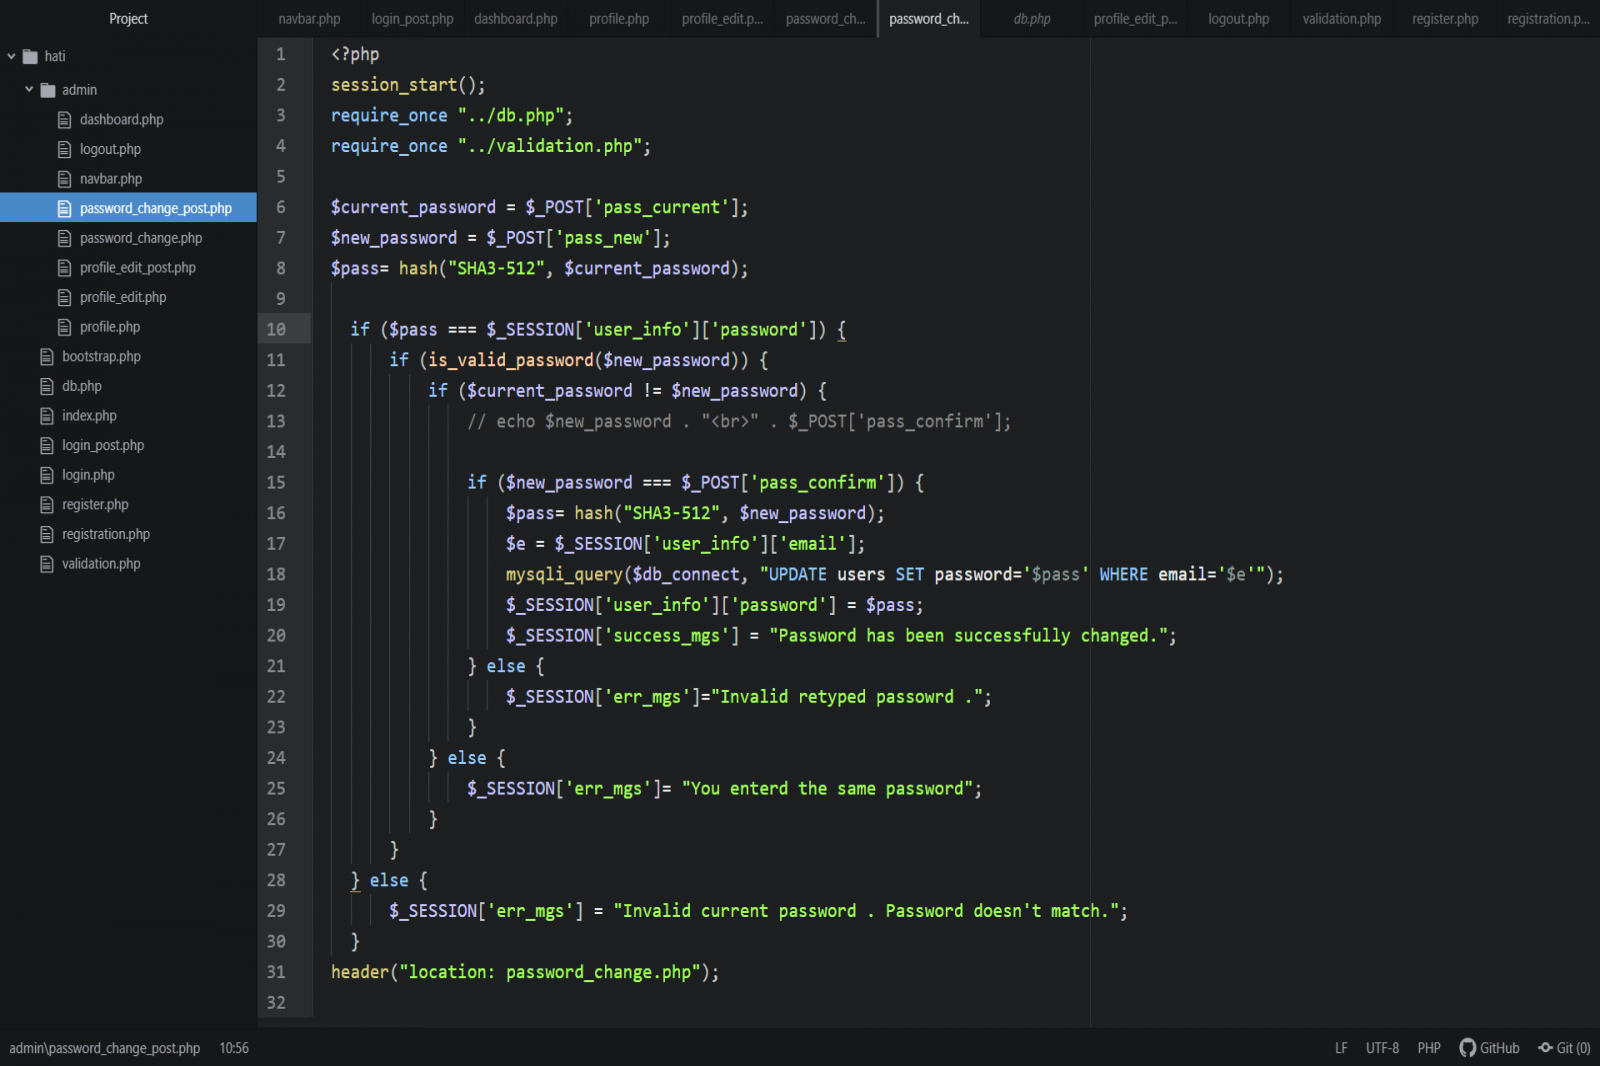 Project
navbar.php login_post.php dashboard.php profile.php profile_edit.p... password_ch... password_ch... db.php profile_edit_p... logout.php validation.php register.php registration.p...
hati
admin
dashboard.php
logout.php
navbar.php
password_change_post.php
password_change.php
profile_edit_post.php
profile_edit.php
profile.php
bootstrap.php
db.php
index.php
login_post.php
login.php
register.php
registration.php
validation.php
1 <?php
2 session_start();
3 require_once "../db.php";
4 require_once "../validation.php";
5
6 $current_password = $_POST['pass_current'];
7 $new_password = $_POST['pass_new'];
8 $pass= hash("SHA3-512", $current_password);
9
10 if ($pass === $_SESSION['user_info']['password']) {
11 if (is_valid_password($new_password)) {
12 if ($current_password != $new_password) {
13 // echo $new_password . "<br>" . $_POST['pass_confirm'];
14
15 if ($new_password === $_POST['pass_confirm']) {
16 $pass= hash("SHA3-512", $new_password);
17 $e = $_SESSION['user_info']['email'];
18 mysqli_query($db_connect, "UPDATE users SET password='$pass' WHERE email='$e'");
19 $_SESSION['user_info']['password'] = $pass;
20 $_SESSION['success_mgs'] = "Password has been successfully changed.";
21 } else {
22 $_SESSION['err_mgs']="Invalid retyped passowrd .";
23 }
24 } else {
25 $_SESSION['err_mgs']= "You enterd the same password";
26 }
27 }
28 } else {
29 $_SESSION['err_mgs'] = "Invalid current password . Password doesn't match.";
30 }
31 header("location: password_change.php");
32
admin\password_change_post.php 10:56 LF UTF-8 PHP GitHub Git (0)